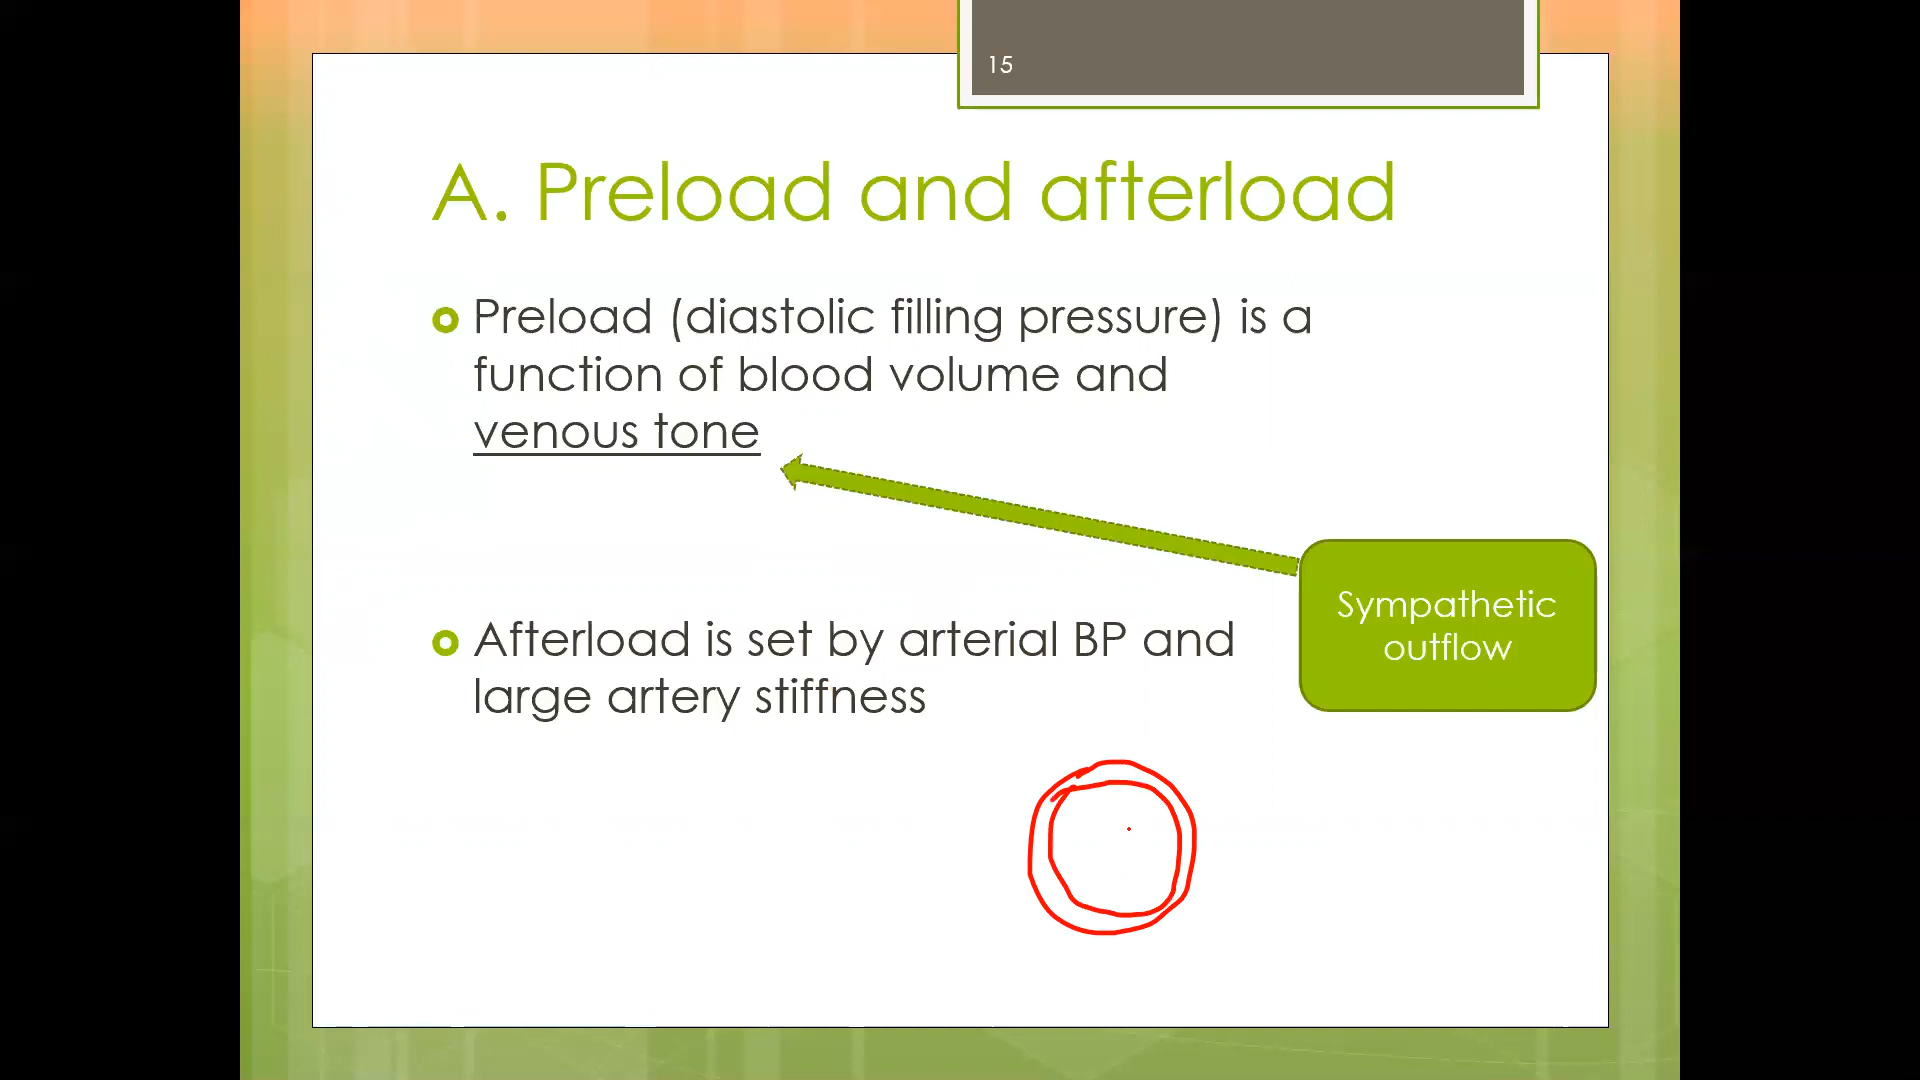 15
A. Preload and afterload
Preload (diastolic filling pressure) is a
function of blood volume and
venous tone
Sympathetic
outflow
Afterload is set by arterial BP and
large artery stiffness